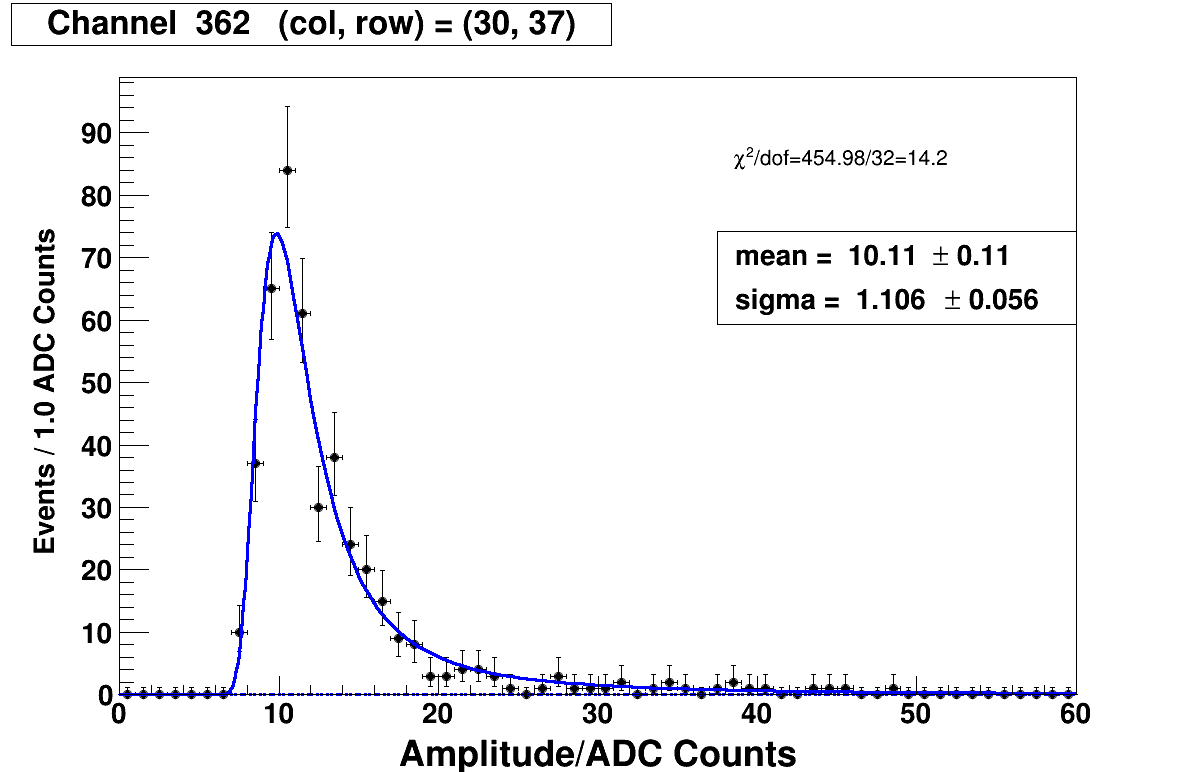 Channel 362 (col, row) = (30, 37)
χ²/dof=454.98/32=14.2
mean = 10.11 ± 0.11
sigma = 1.106 ± 0.056
Events / 1.0 ADC Counts
90
80
70
60
50
40
30
20
10
0
0 10 20 30 40 50 60
Amplitude/ADC Counts